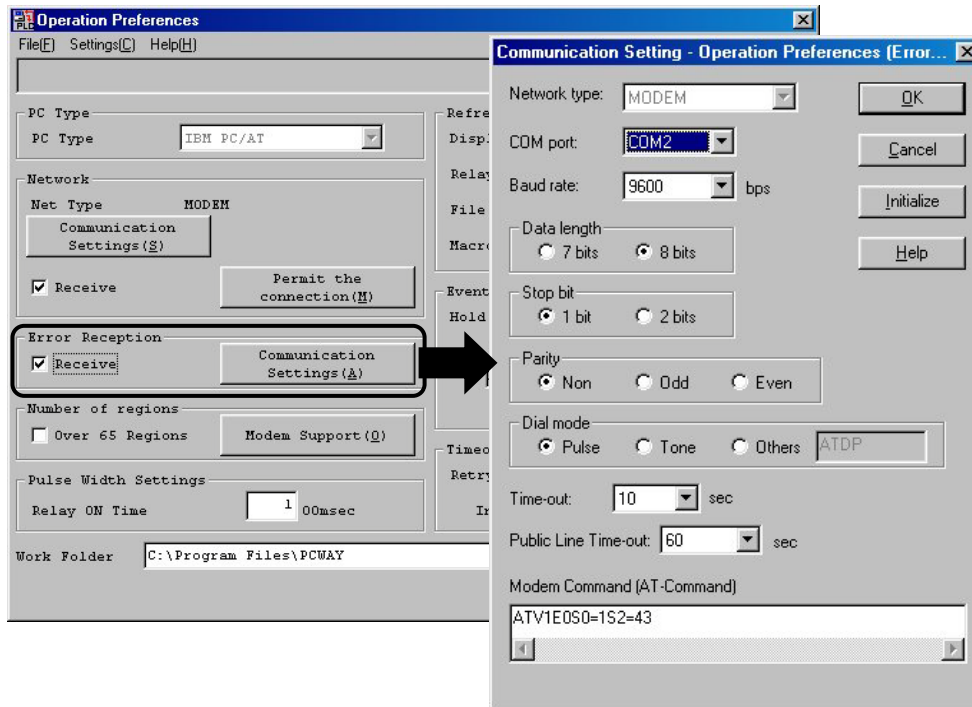 Operation Preferences
File(F) Settings(C) Help(H)
PC Type
PC Type IBM PC/AT
Network
Net Type MODEM
Communication
Settings(S)
Receive
Permit the
connection(M)
Error Reception
Receive
Communication
Settings(A)
Number of regions
Over 65 Regions
Modem Support(O)
Pulse Width Settings
Relay ON Time 1 00msec
Work Folder C:\Program Files\PCWAY
Refre
Disp
Relay
File
Macro
Event
Hold
Timeo
Retry
Communication Setting - Operation Preferences (Error...
Network type: MODEM
COM port: COM2
Baud rate: 9600 bps
Data length
7 bits 8 bits
Stop bit
1 bit 2 bits
Parity
Non Odd Even
Dial mode
Pulse Tone Others ATDP
Time-out: 10 sec
Public Line Time-out: 60 sec
Modem Command (AT-Command)
ATV1E0S0=1S2=43
OK
Cancel
Initialize
Help